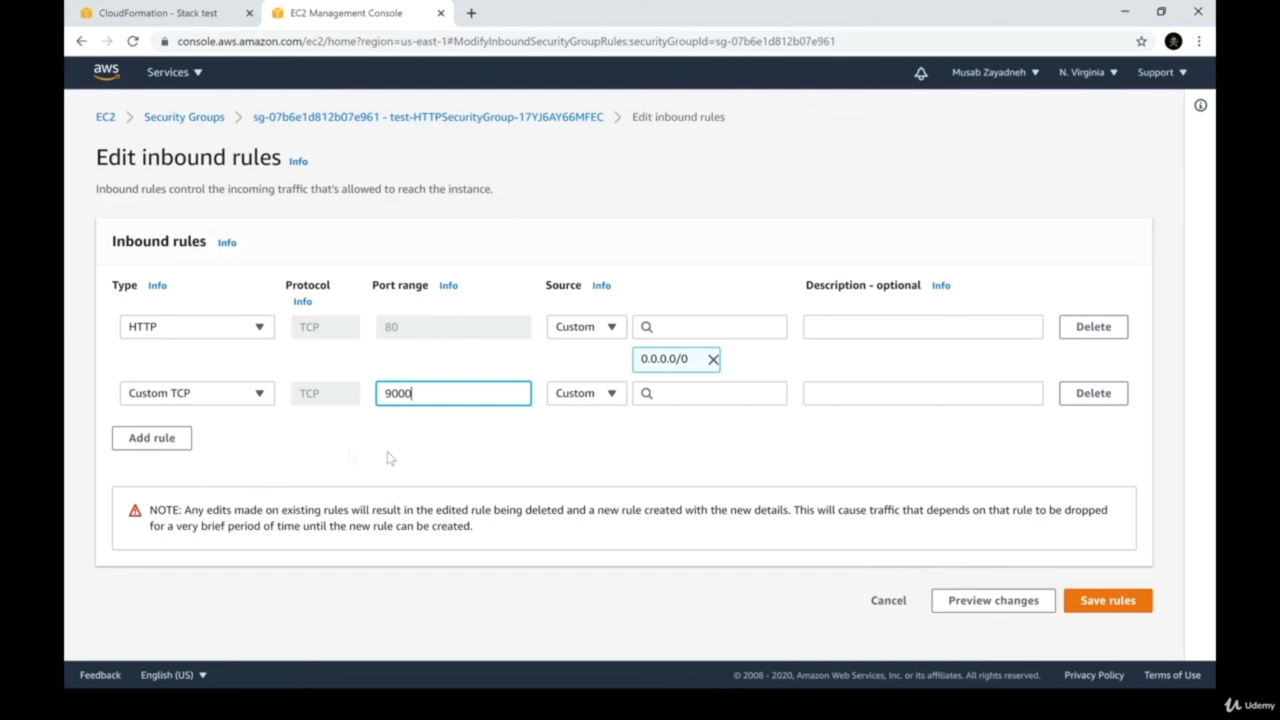 CloudFormation - Stack test
EC2 Management Console
console.aws.amazon.com/ec2/home?region=us-east-1#ModifyInboundSecurityGroupRules:securityGroupId=sg-07b6e1d812b07e961
aws Services Musab Zayadneh N. Virginia Support
EC2 > Security Groups > sg-07b6e1d812b07e961 - test-HTTPSecurityGroup-17YJ6AY66MFEC > Edit inbound rules
Edit inbound rules Info
Inbound rules control the incoming traffic that's allowed to reach the instance.
Inbound rules Info
Type Info Protocol Info Port range Info Source Info Description - optional Info
HTTP TCP 80 Custom Delete
0.0.0.0/0
Custom TCP TCP 9000 Custom Delete
Add rule
NOTE: Any edits made on existing rules will result in the edited rule being deleted and a new rule created with the new details. This will cause traffic that depends on that rule to be dropped
for a very brief period of time until the new rule can be created.
Cancel Preview changes Save rules
Feedback English (US) © 2008 - 2020, Amazon Web Services, Inc. or its affiliates. All rights reserved. Privacy Policy Terms of Use
Udemy